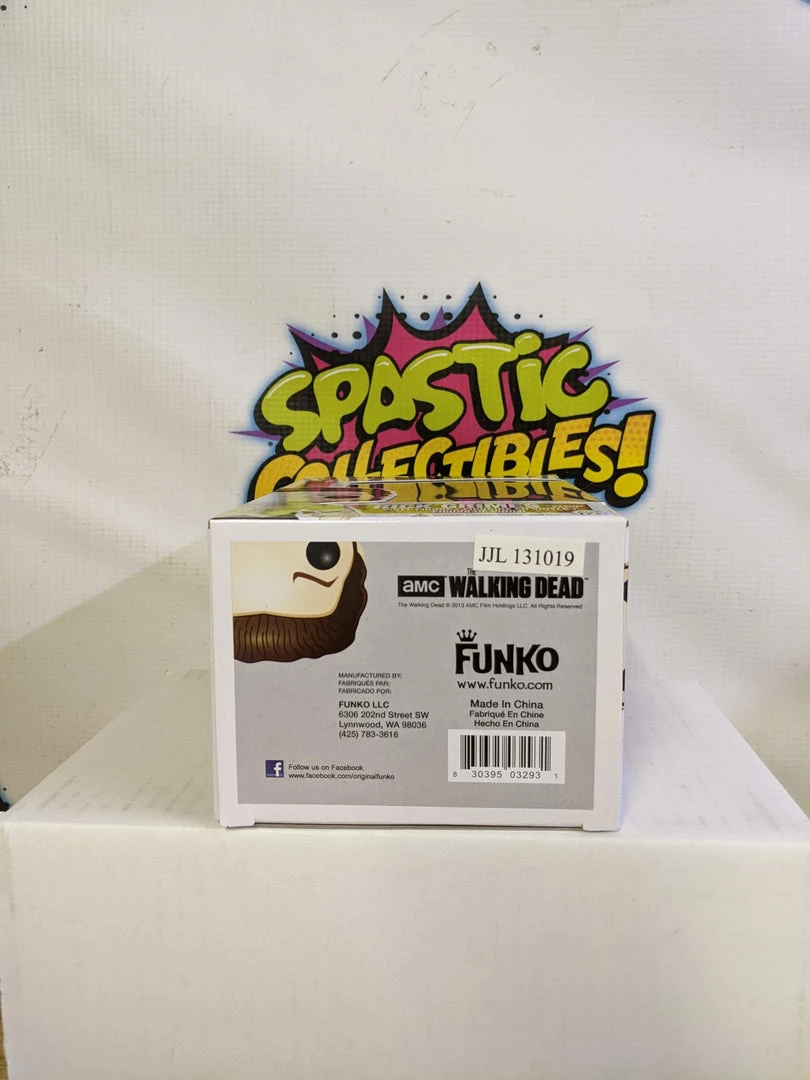 SPASTIC
COLLECTIBLES!
JJL 131019
amc The WALKING DEAD™
The Walking Dead © 2013 AMC Film Holdings LLC. All Rights Reserved
FUNKO
www.funko.com
MANUFACTURED BY:
FABRIQUÉS PAR:
FABRICADO POR:
FUNKO LLC
6306 202nd Street SW
Lynnwood, WA 98036
(425) 783-3616
Made In China
Fabriqué En Chine
Hecho En China
8 30395 03293 1
Follow us on Facebook.
www.facebook.com/originalfunko